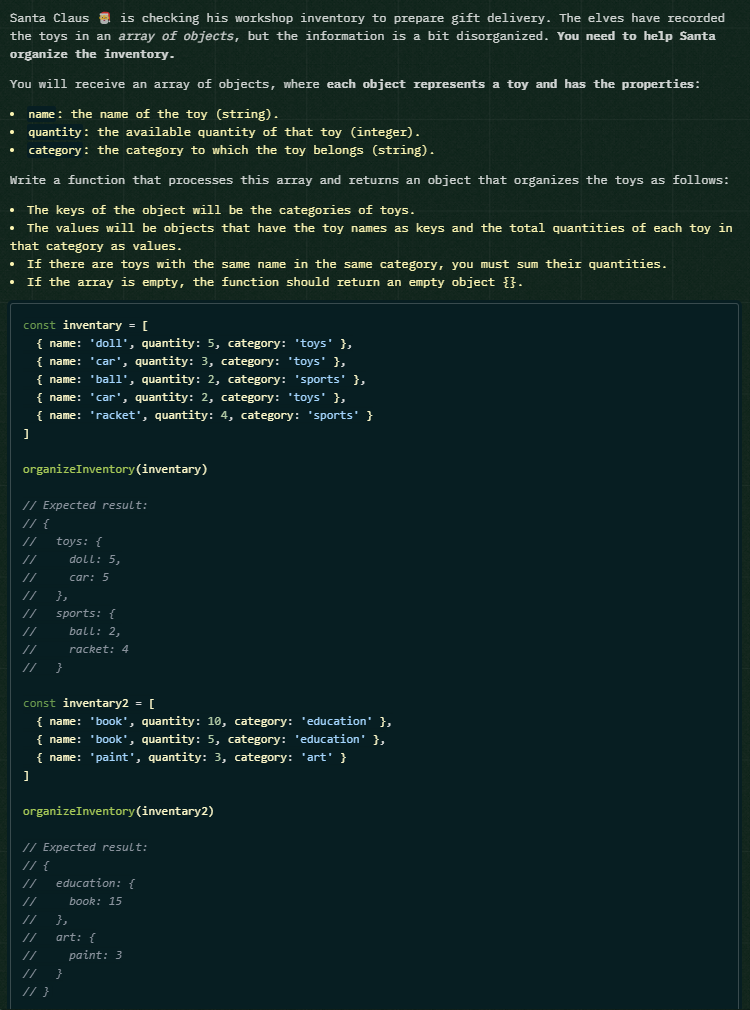 Santa Claus 🎅 is checking his workshop inventory to prepare gift delivery. The elves have recorded
the toys in an array of objects, but the information is a bit disorganized. You need to help Santa
organize the inventory.
You will receive an array of objects, where each object represents a toy and has the properties:
• name: the name of the toy (string).
• quantity: the available quantity of that toy (integer).
• category: the category to which the toy belongs (string).
Write a function that processes this array and returns an object that organizes the toys as follows:
• The keys of the object will be the categories of toys.
• The values will be objects that have the toy names as keys and the total quantities of each toy in
that category as values.
• If there are toys with the same name in the same category, you must sum their quantities.
• If the array is empty, the function should return an empty object {}.
const inventory = [
  { name: 'doll', quantity: 5, category: 'toys' },
  { name: 'car', quantity: 3, category: 'toys' },
  { name: 'ball', quantity: 2, category: 'sports' },
  { name: 'car', quantity: 2, category: 'toys' },
  { name: 'racket', quantity: 4, category: 'sports' }
]
organizeInventory(inventory)
// Expected result:
// {
//   toys: {
//     doll: 5,
//     car: 5
//   },
//   sports: {
//     ball: 2,
//     racket: 4
//   }
const inventory2 = [
  { name: 'book', quantity: 10, category: 'education' },
  { name: 'book', quantity: 5, category: 'education' },
  { name: 'paint', quantity: 3, category: 'art' }
]
organizeInventory(inventory2)
// Expected result:
// {
//   education: {
//     book: 15
//   },
//   art: {
//     paint: 3
//   }
// }